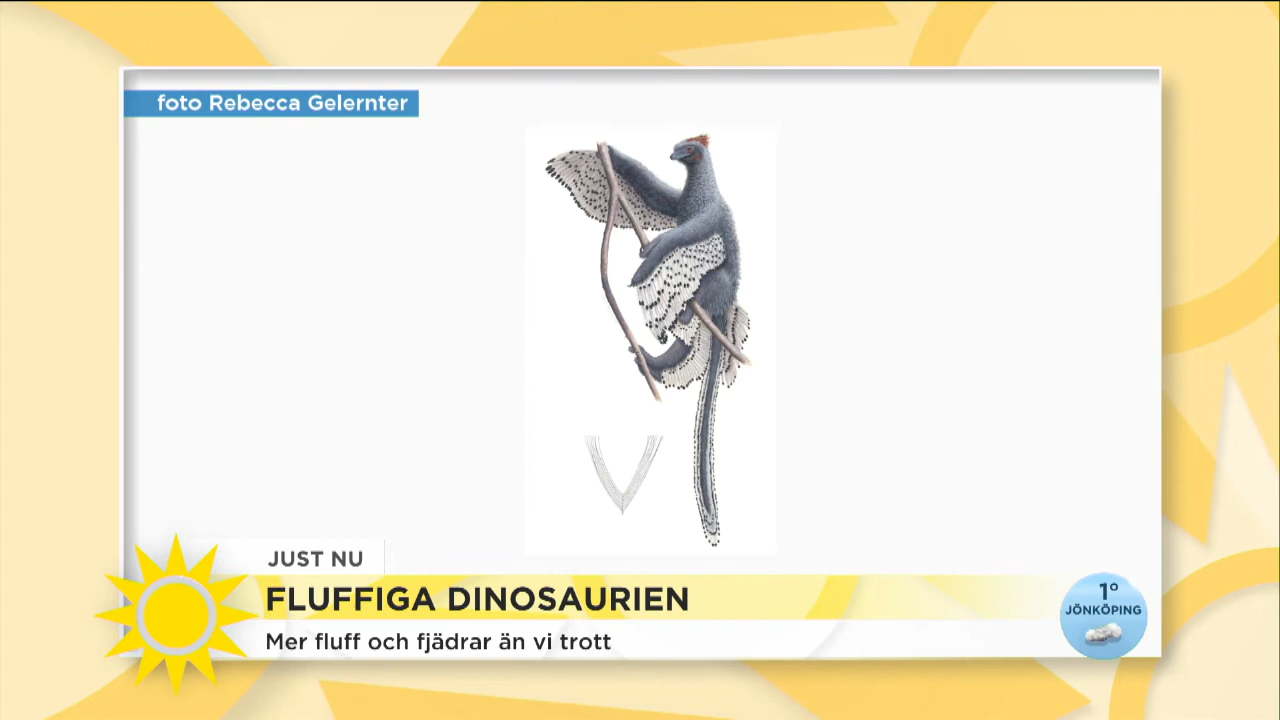 foto Rebecca Gelernter
JUST NU
FLUFFIGA DINOSAURIEN
Mer fluff och fjädrar än vi trott
1°
JÖNKÖPING